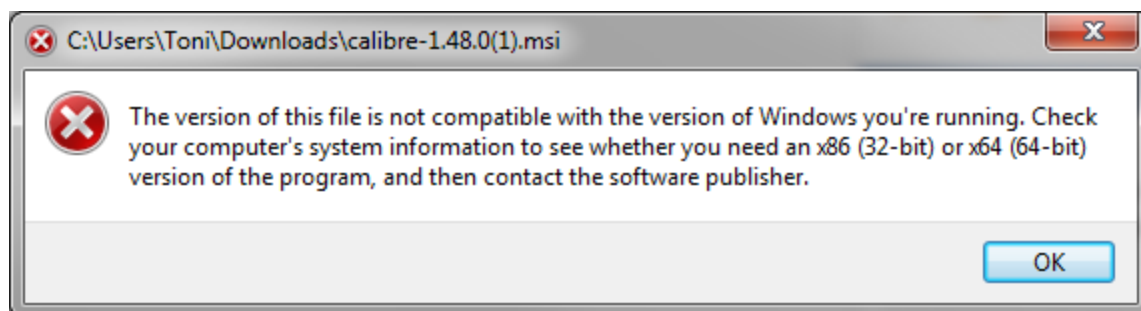 C:\Users\Toni\Downloads\calibre-1.48.0(1).msi
The version of this file is not compatible with the version of Windows you're running. Check
your computer's system information to see whether you need an x86 (32-bit) or x64 (64-bit)
version of the program, and then contact the software publisher.
OK